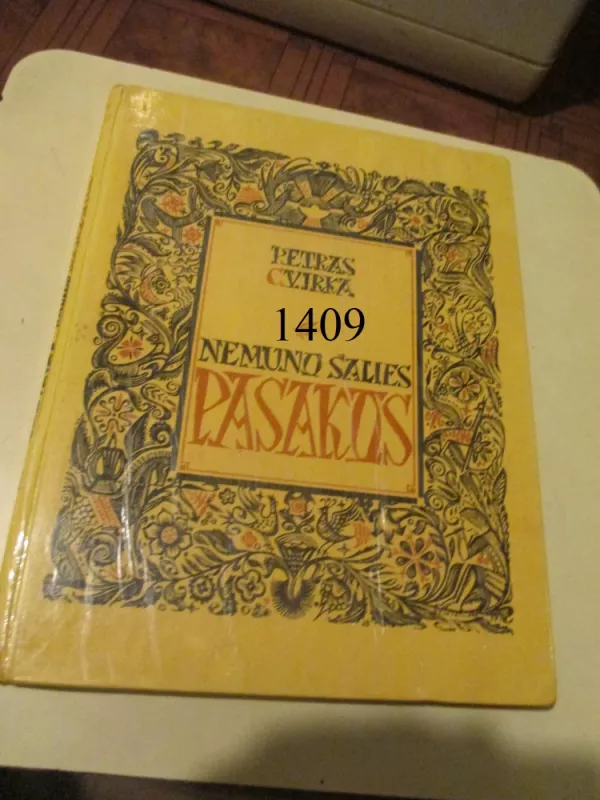 PETRAS
CVIRKA
1409
NEMUNO ŠALIES
PASAKOS